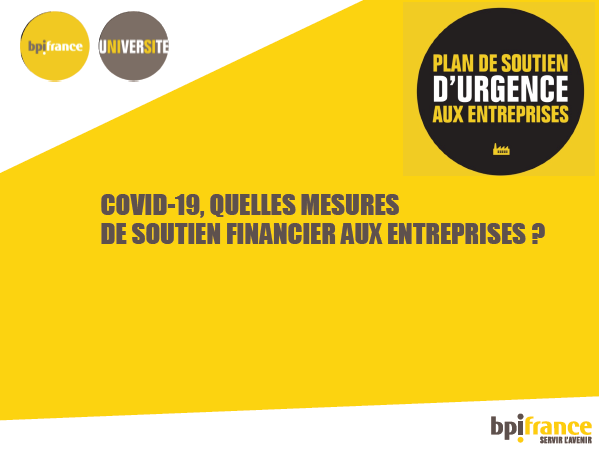 bpifrance
UNIVERSITE
PLAN DE SOUTIEN
D'URGENCE
AUX ENTREPRISES
COVID-19, QUELLES MESURES
DE SOUTIEN FINANCIER AUX ENTREPRISES ?
bpifrance
SERVIR L'AVENIR